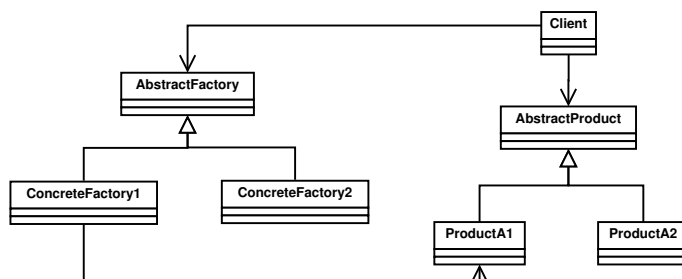 Client
AbstractFactory
AbstractProduct
ConcreteFactory1
ConcreteFactory2
ProductA1
ProductA2